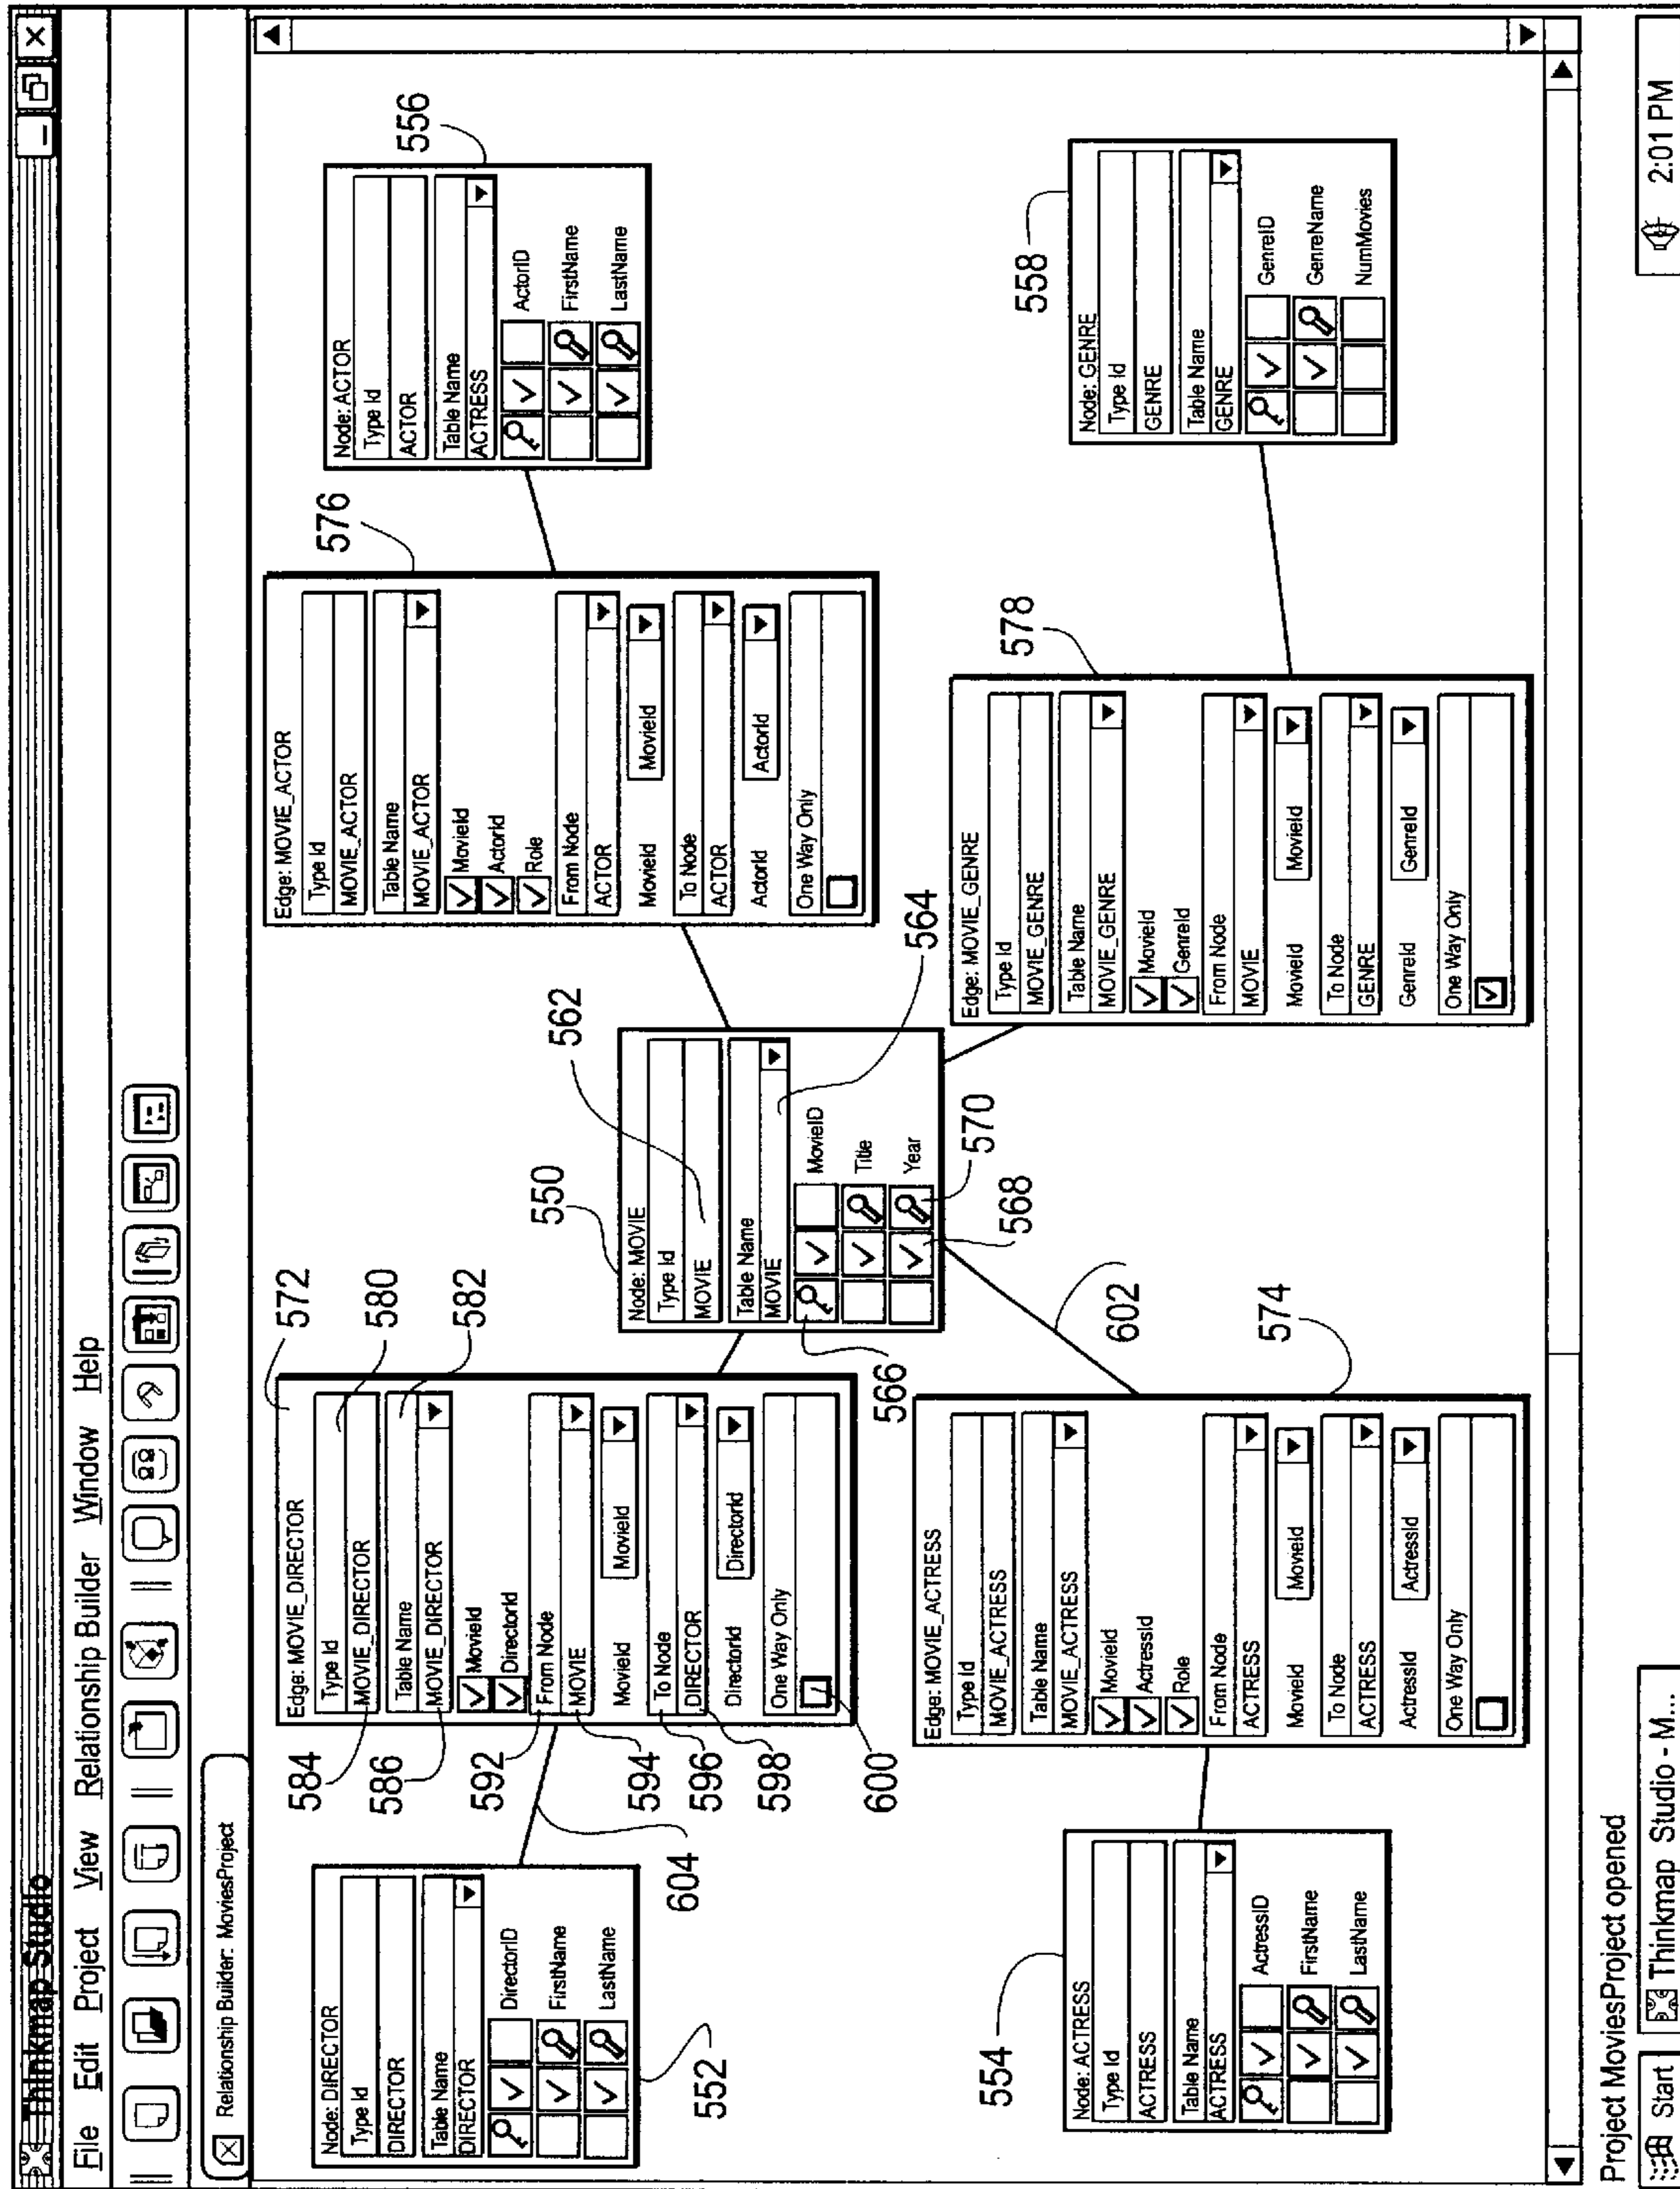 Thinkmap Studio
File Edit Project View Relationship Builder Window Help
Relationship Builder: MoviesProject
Node: DIRECTOR
Type Id
DIRECTOR
Table Name
DIRECTOR
DirectorID
FirstName
LastName
552
604
Edge: MOVIE_DIRECTOR
Type Id
MOVIE_DIRECTOR
Table Name
MOVIE_DIRECTOR
MovieId
DirectorId
From Node
MOVIE
MovieId MovieId
To Node
DIRECTOR
DirectorId DirectorId
One Way Only
584
586
592
594
596
598
600
572
580
582
550
Node: MOVIE
Type Id
MOVIE
Table Name
MOVIE
MovieID
Title
Year
562
564
566
568
570
Edge: MOVIE_ACTOR
Type Id
MOVIE_ACTOR
Table Name
MOVIE_ACTOR
MovieId
ActorId
Role
From Node
ACTOR
MovieId MovieId
To Node
ACTOR
ActorId ActorId
One Way Only
576
Node: ACTOR
Type Id
ACTOR
Table Name
ACTRESS
ActorID
FirstName
LastName
556
554
Node: ACTRESS
Type Id
ACTRESS
Table Name
ACTRESS
ActressID
FirstName
LastName
Edge: MOVIE_ACTRESS
Type Id
MOVIE_ACTRESS
Table Name
MOVIE_ACTRESS
MovieId
ActressId
Role
From Node
ACTRESS
MovieId MovieId
To Node
ACTRESS
ActressId ActressId
One Way Only
602
574
Edge: MOVIE_GENRE
Type Id
MOVIE_GENRE
Table Name
MOVIE_GENRE
MovieId
GenreId
From Node
MOVIE
MovieId MovieId
To Node
GENRE
GenreId GenreId
One Way Only
578
558
Node: GENRE
Type Id
GENRE
Table Name
GENRE
GenreID
GenreName
NumMovies
Project MoviesProject opened
Start Thinkmap Studio - M... 2:01 PM